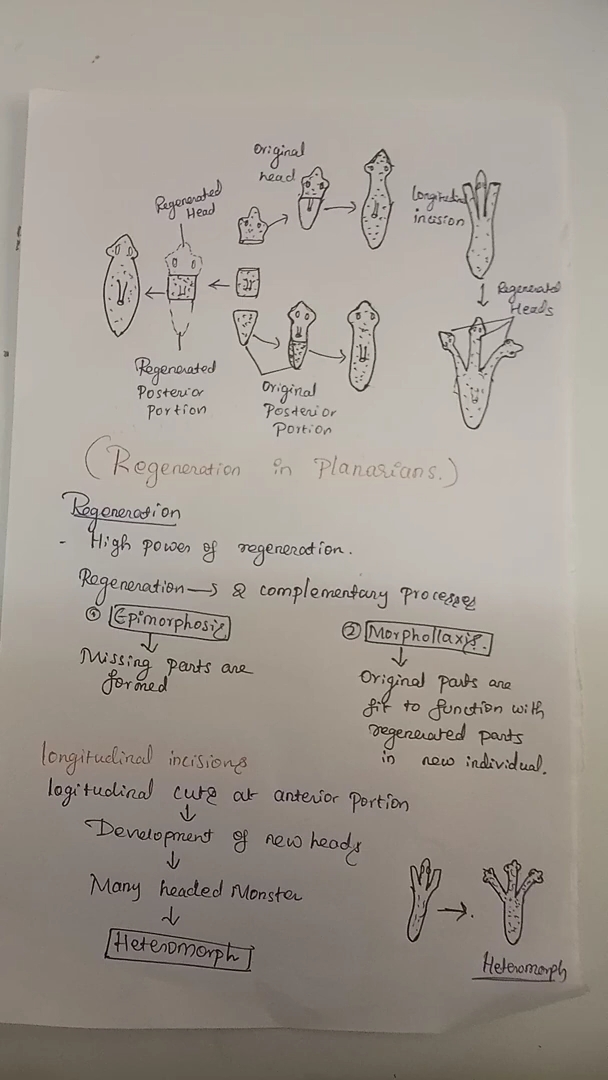 Original
head
Regenerated
Head
Longitudinal
incision
Regenerated
Heads
Regenerated
Posterior
Portion
Original
Posterior
Portion
(Regeneration in Planarians.)
Regeneration
- High power of regeneration.
Regeneration → 2 complementary processes
① Epimorphosis
↓
Missing parts are
formed
② Morphollaxis.
↓
Original parts are
fit to function with
regenerated parts
in new individual.
longitudinal incisions
logitudinal cuts at anterior portion
↓
Development of new heads
↓
Many headed Monster
↓
Heteromorph
Heteromorph